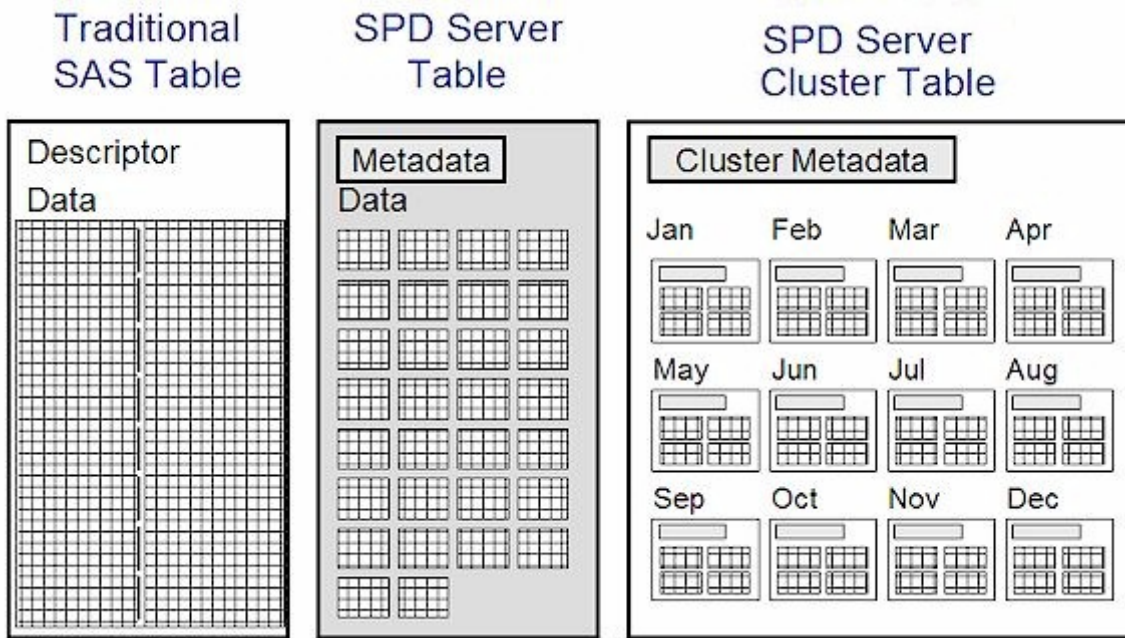 Traditional
SAS Table
SPD Server
Table
SPD Server
Cluster Table
Descriptor
Data
Metadata
Data
Cluster Metadata
Jan Feb Mar Apr
May Jun Jul Aug
Sep Oct Nov Dec